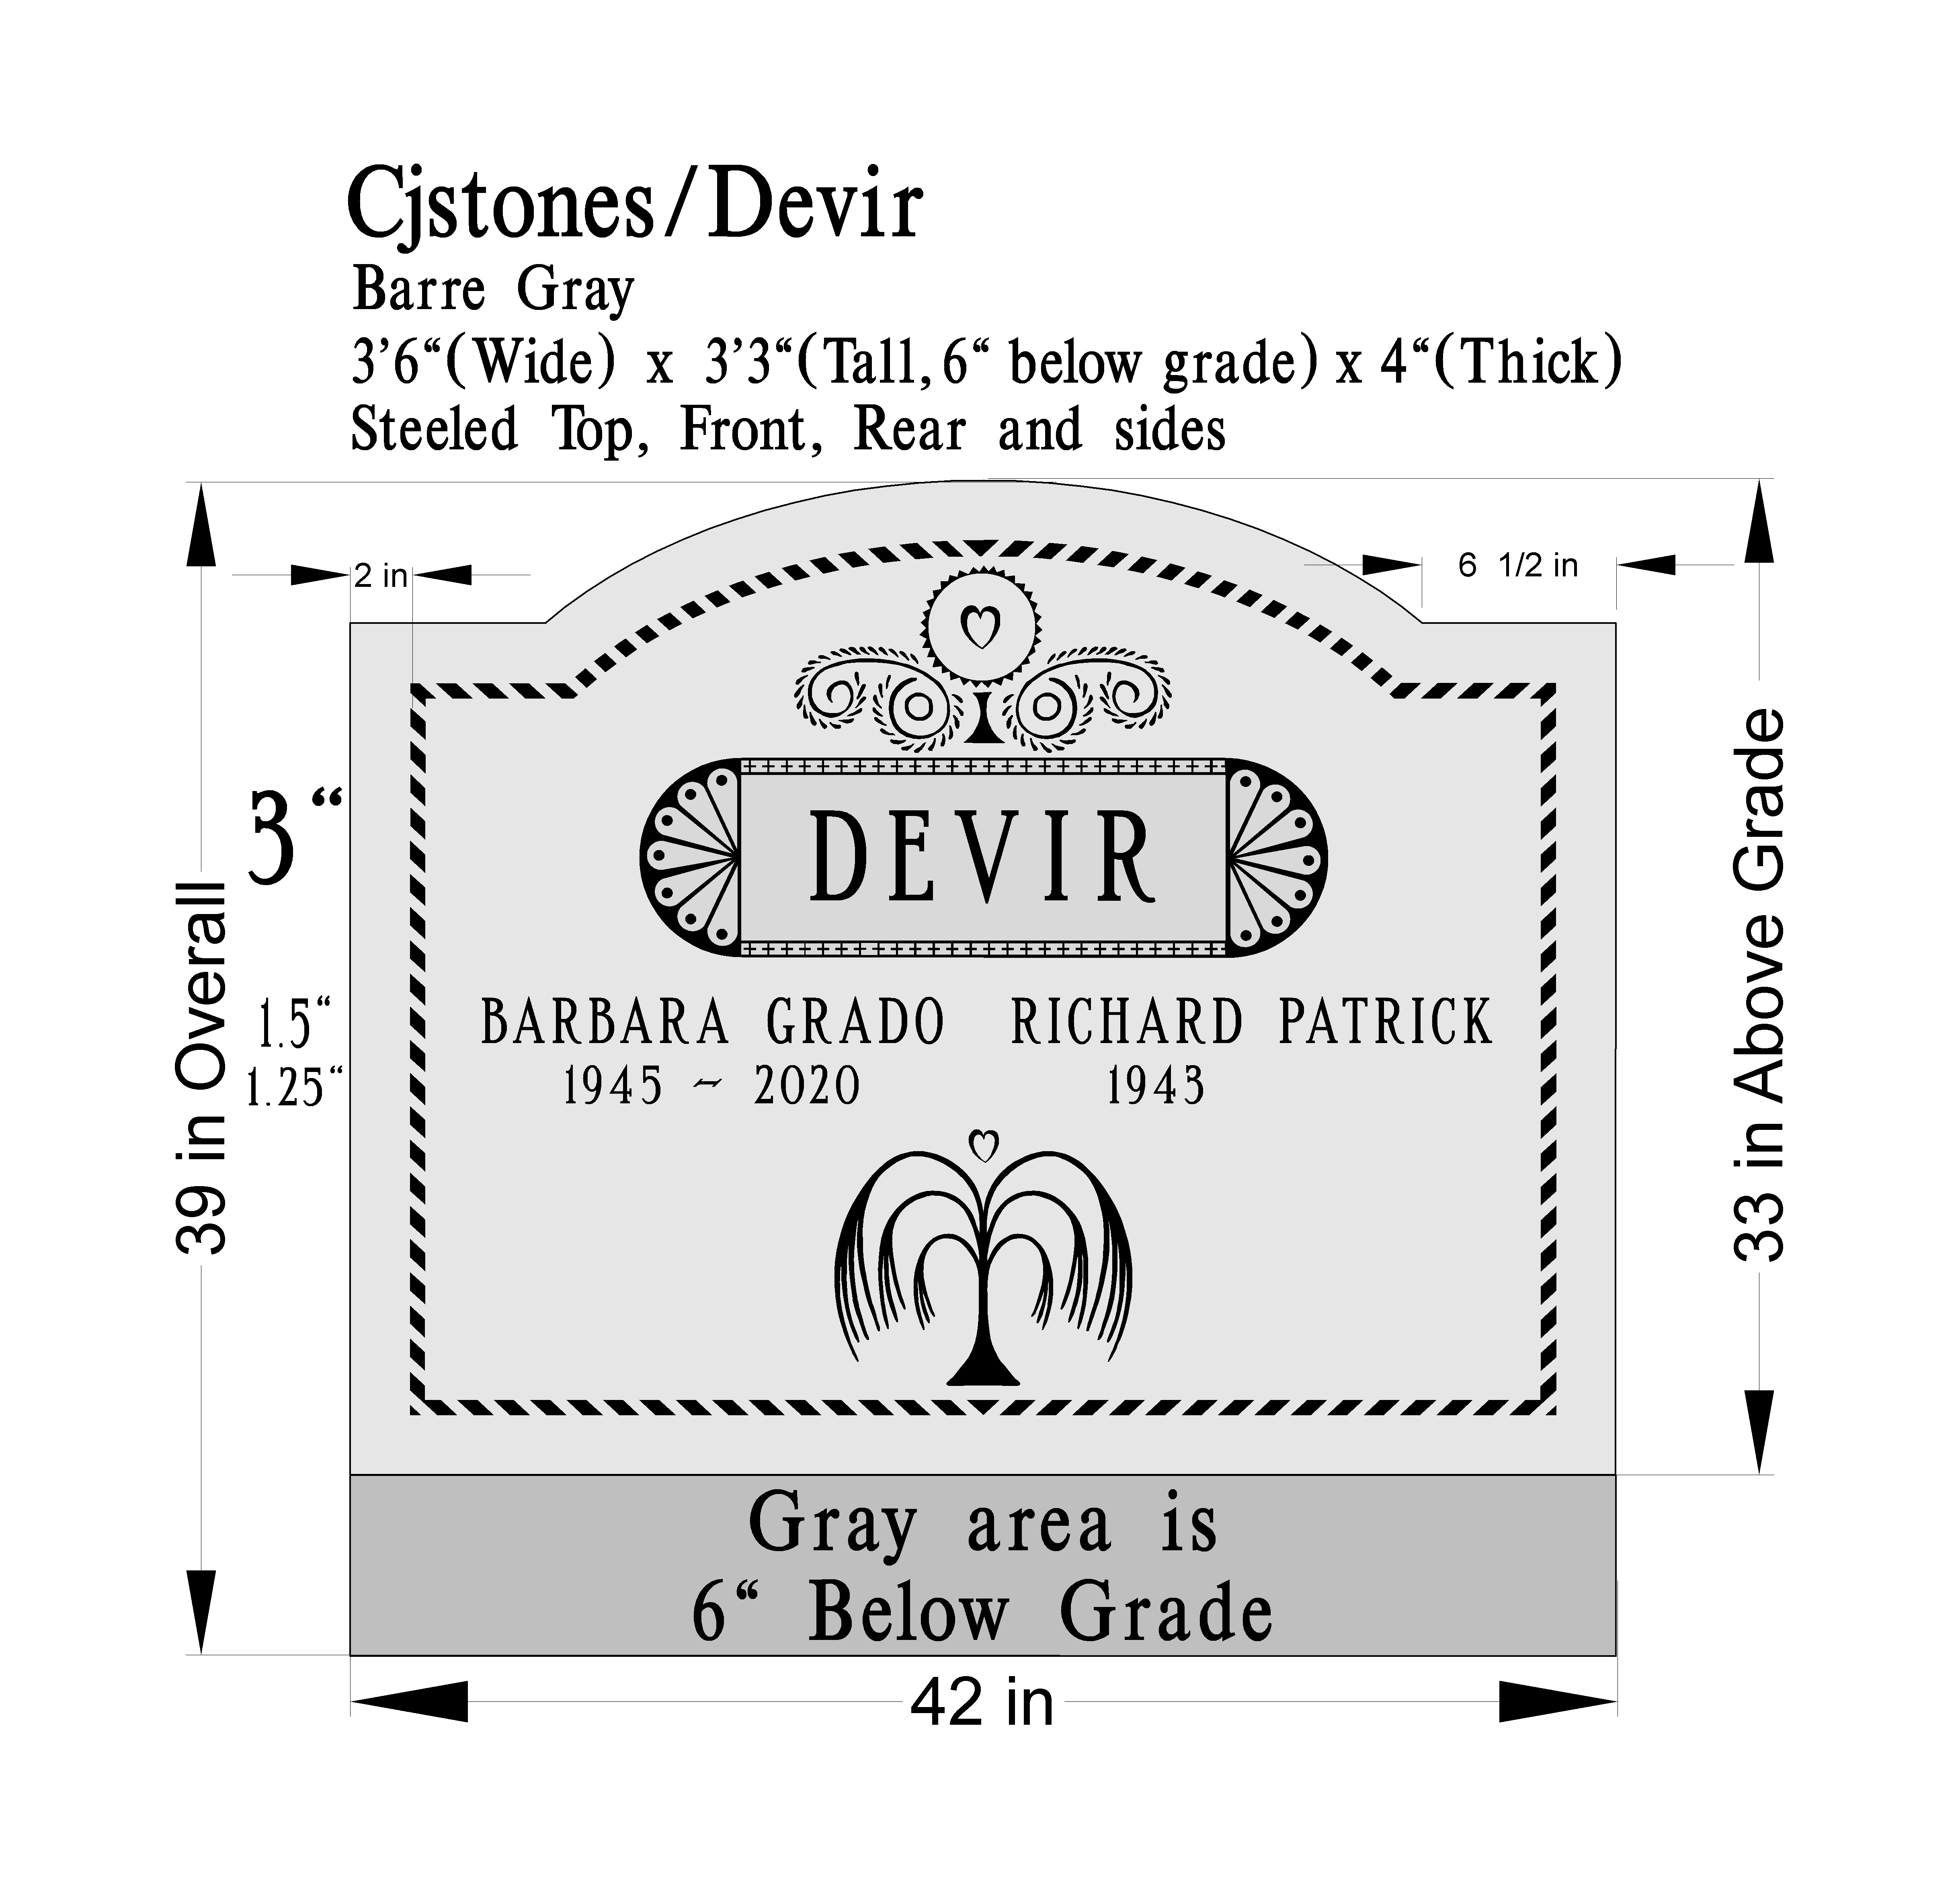 Cjstones/Devir
Barre Gray
3’6“(Wide) x 3’3“(Tall,6“ below grade) x 4“(Thick)
Steeled Top, Front, Rear and sides
2 in
6 1/2 in
39 in Overall
33 in Above Grade
3“
DEVIR
1.5“
BARBARA GRADO RICHARD PATRICK
1.25“
1945 ~ 2020 1943
Gray area is
6“ Below Grade
42 in